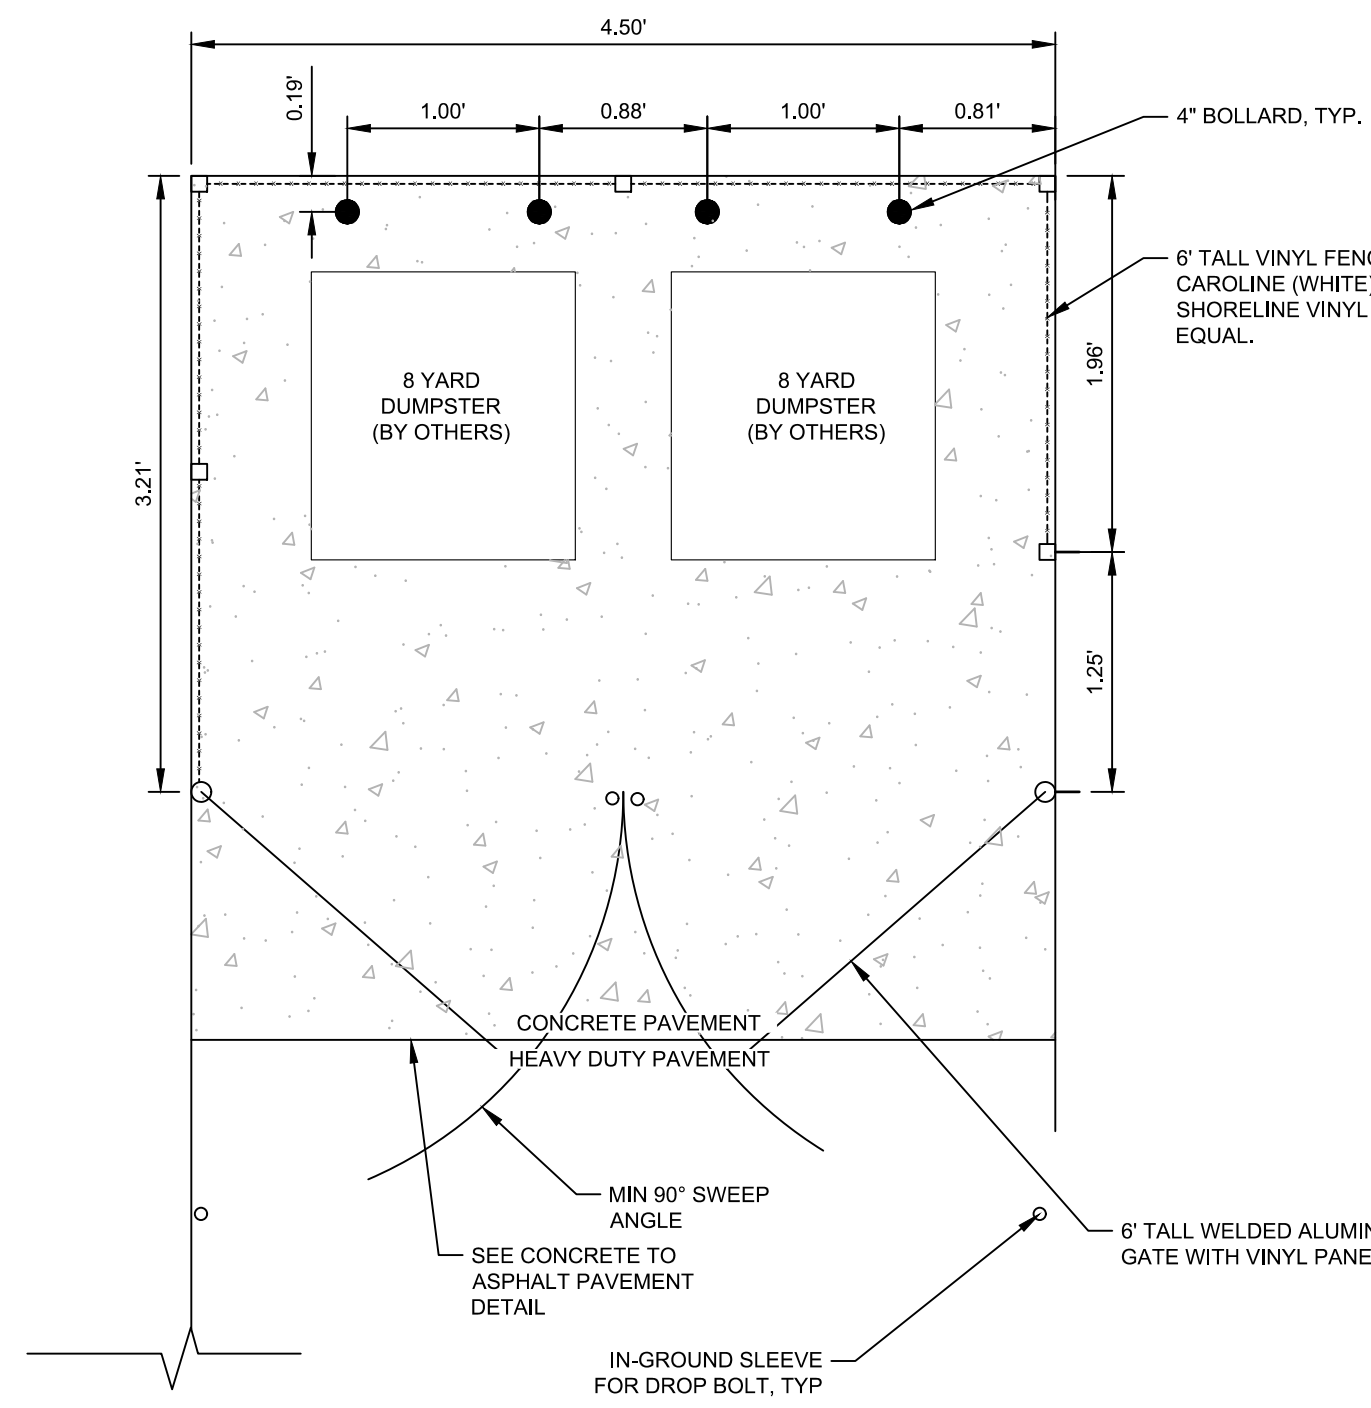 4.50'
0.19'
1.00'
0.88'
1.00'
0.81'
4" BOLLARD, TYP.
6' TALL VINYL
CAROLINE (WHITE)
SHORELINE VINYL
EQUAL.
8 YARD
DUMPSTER
(BY OTHERS)
8 YARD
DUMPSTER
(BY OTHERS)
1.96'
3.21'
1.25'
CONCRETE PAVEMENT
HEAVY DUTY PAVEMENT
MIN 90° SWEEP
ANGLE
SEE CONCRETE TO
ASPHALT PAVEMENT
DETAIL
6' TALL WELDED
GATE WITH VINYL
IN-GROUND SLEEVE
FOR DROP BOLT, TYP